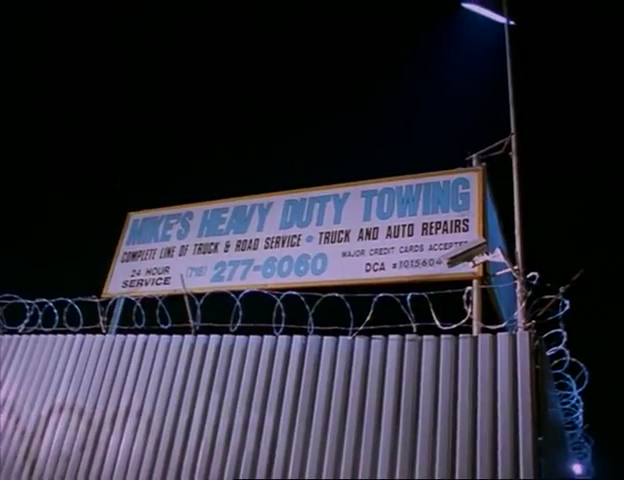 MIKE'S HEAVY DUTY TOWING
COMPLETE LINE OF TRUCK & ROAD SERVICE • TRUCK AND AUTO REPAIRS
24 HOUR SERVICE (718) 277-6060 MAJOR CREDIT CARDS ACCEPTED
DCA #1015604